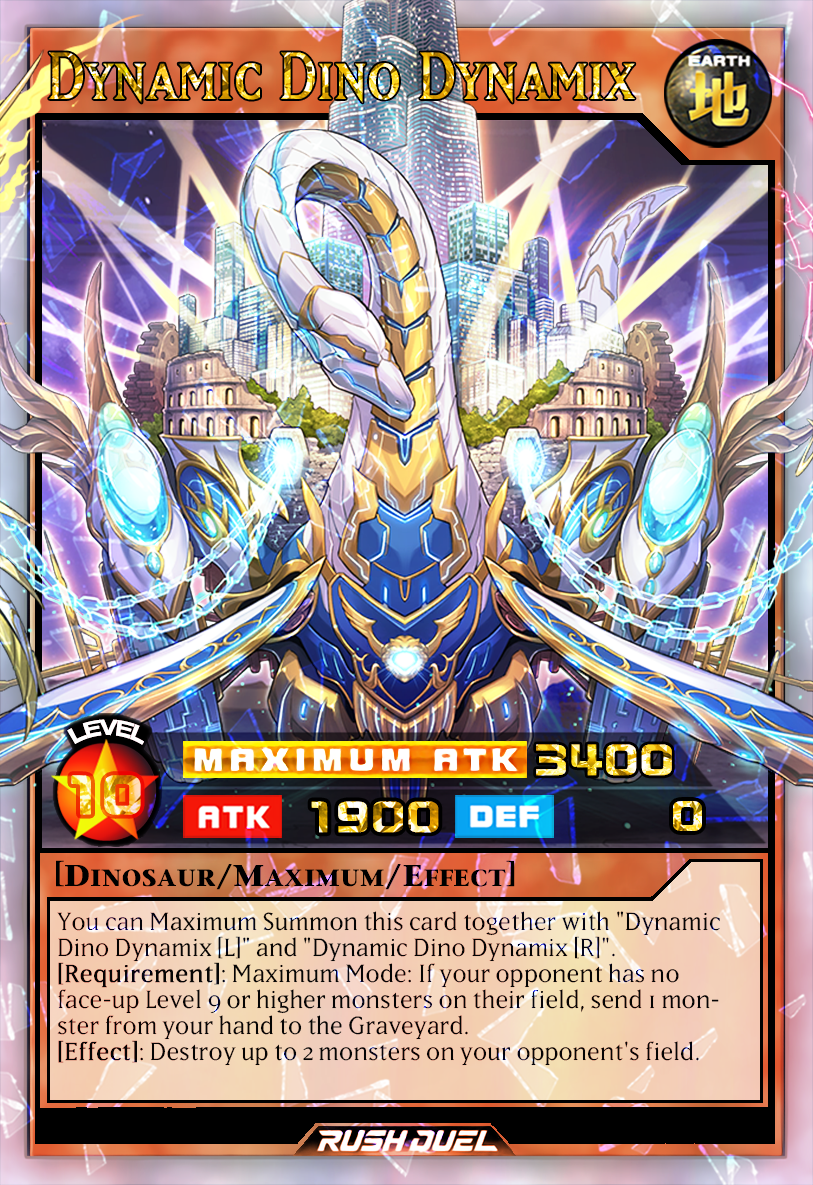 Dynamic Dino Dynamix
EARTH
地
LEVEL
10
MAXIMUM ATK 3400
ATK 1900 DEF 0
[Dinosaur/Maximum/Effect]
You can Maximum Summon this card together with "Dynamic
Dino Dynamix [L]" and "Dynamic Dino Dynamix [R]".
[Requirement]: Maximum Mode: If your opponent has no
face-up Level 9 or higher monsters on their field, send 1 mon-
ster from your hand to the Graveyard.
[Effect]: Destroy up to 2 monsters on your opponent's field.
RUSH DUEL